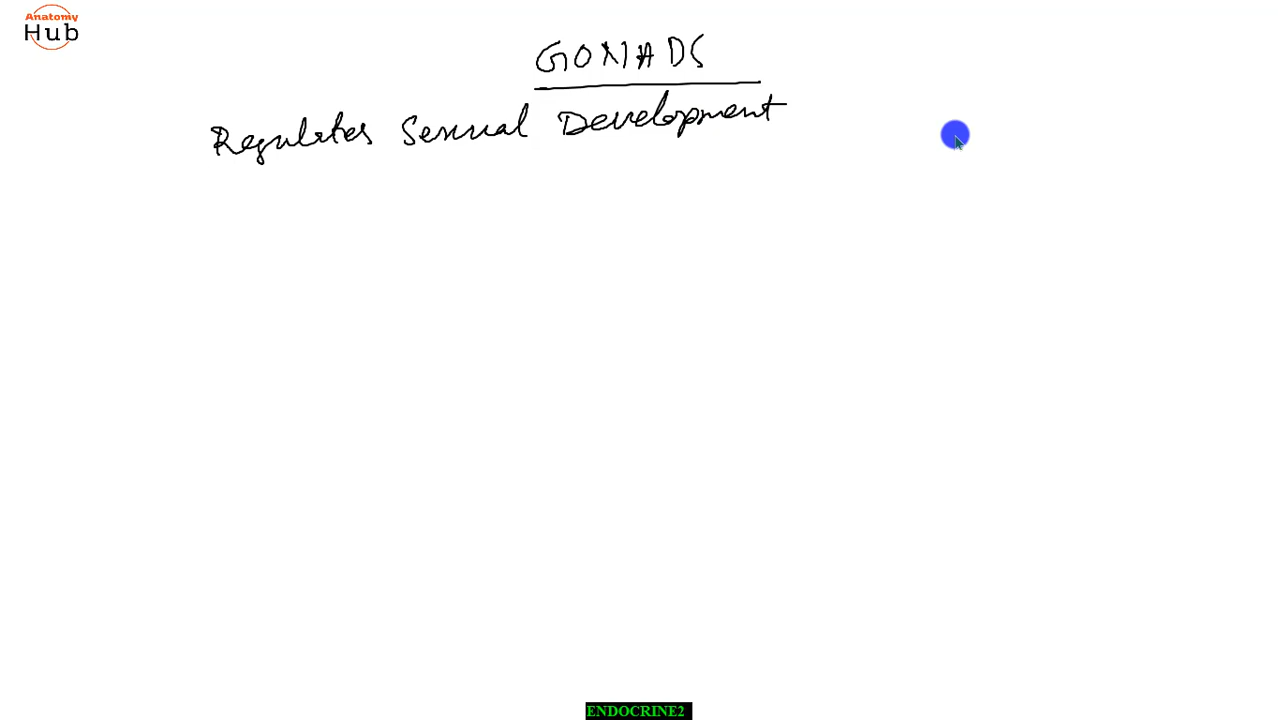 Anatomy
Hub
GONADS
Regulates Sexual Development
ENDOCRINE2